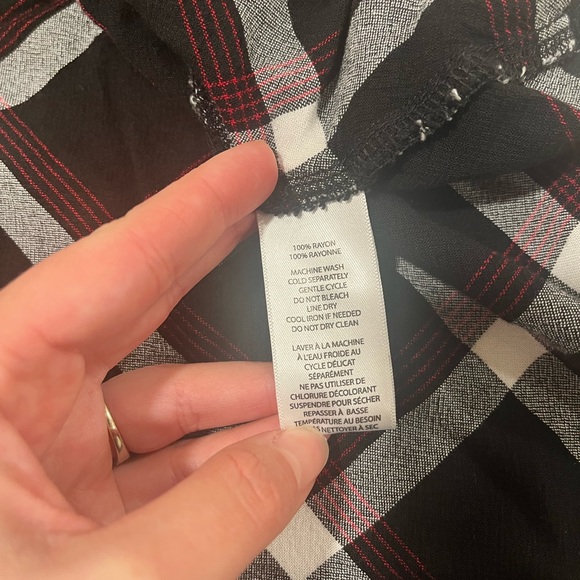 100% RAYON
100% RAYONNE
MACHINE WASH
COLD SEPARATELY
GENTLE CYCLE
DO NOT BLEACH
LINE DRY
COOL IRON IF NEEDED
DO NOT DRY CLEAN
LAVER À LA MACHINE
À L'EAU FROIDE AU
CYCLE DÉLICAT
SÉPARÉMENT
NE PAS UTILISER DE
CHLORURE DÉCOLORANT
SUSPENDRE POUR SÉCHER
REPASSER À BASSE
TEMPÉRATURE AU BESOIN
NETTOYER À SEC